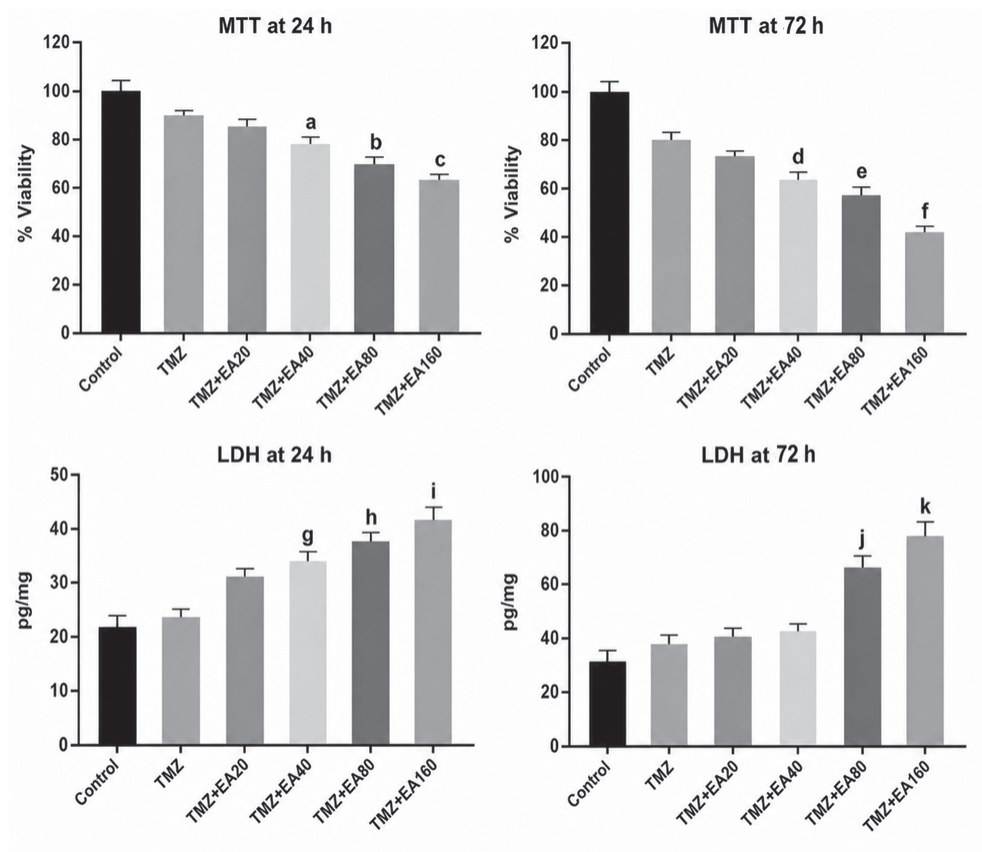 MTT at 24 h
% Viability
120
100
80
60
40
20
0
a
b
c
Control
TMZ
TMZ+EA20
TMZ+EA40
TMZ+EA80
TMZ+EA160
MTT at 72 h
% Viability
120
100
80
60
40
20
0
d
e
f
Control
TMZ
TMZ+EA20
TMZ+EA40
TMZ+EA80
TMZ+EA160
LDH at 24 h
pg/mg
50
40
30
20
10
0
g
h
i
Control
TMZ
TMZ+EA20
TMZ+EA40
TMZ+EA80
TMZ+EA160
LDH at 72 h
pg/mg
100
80
60
40
20
0
j
k
Control
TMZ
TMZ+EA20
TMZ+EA40
TMZ+EA80
TMZ+EA160